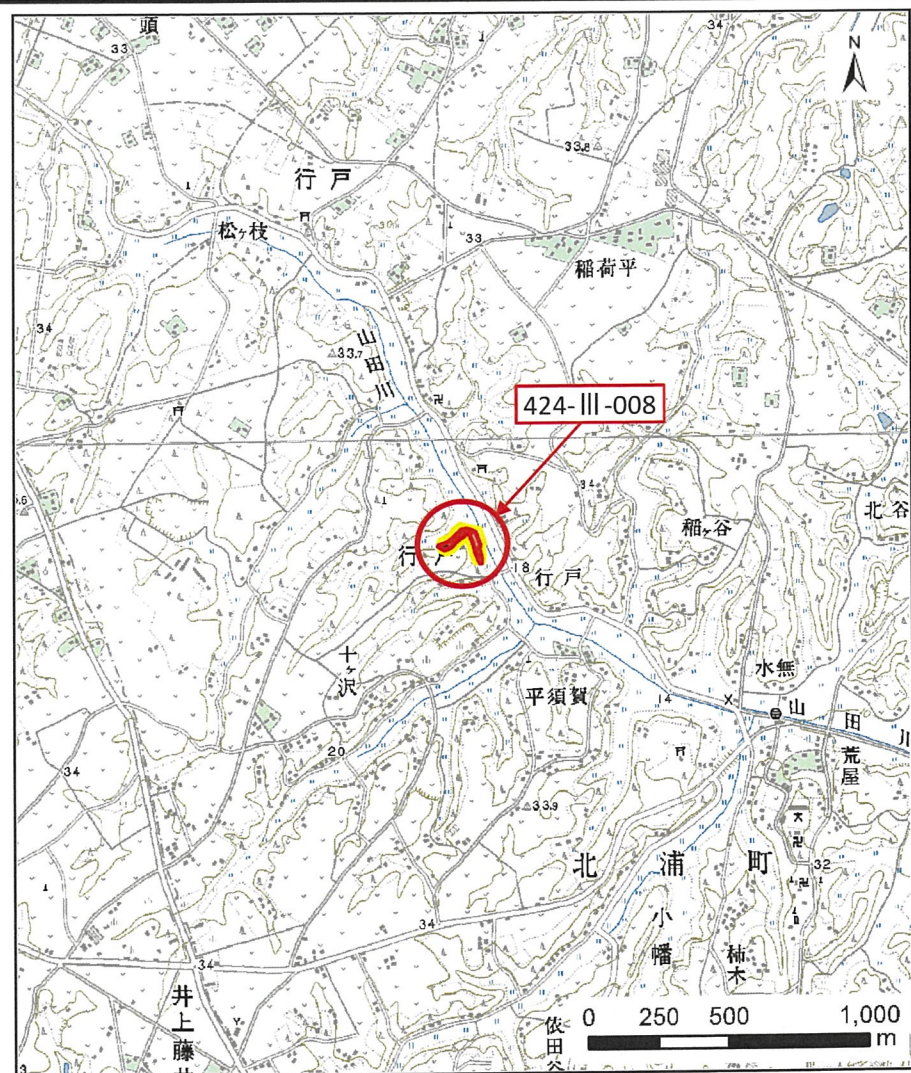 頭
33
34
N
33.8
行戸
松ヶ枝
33
稲荷平
34
山田川
33.7
424-Ⅲ-008
34
北谷
稲ヶ谷
行戸
18
行戸
十ヶ沢
平須賀
水無
14
山田川
荒屋
20
34
33.9
32
北浦町
小幡
柿木
34
34
井上藤井
依田谷
0 250 500 1,000
m